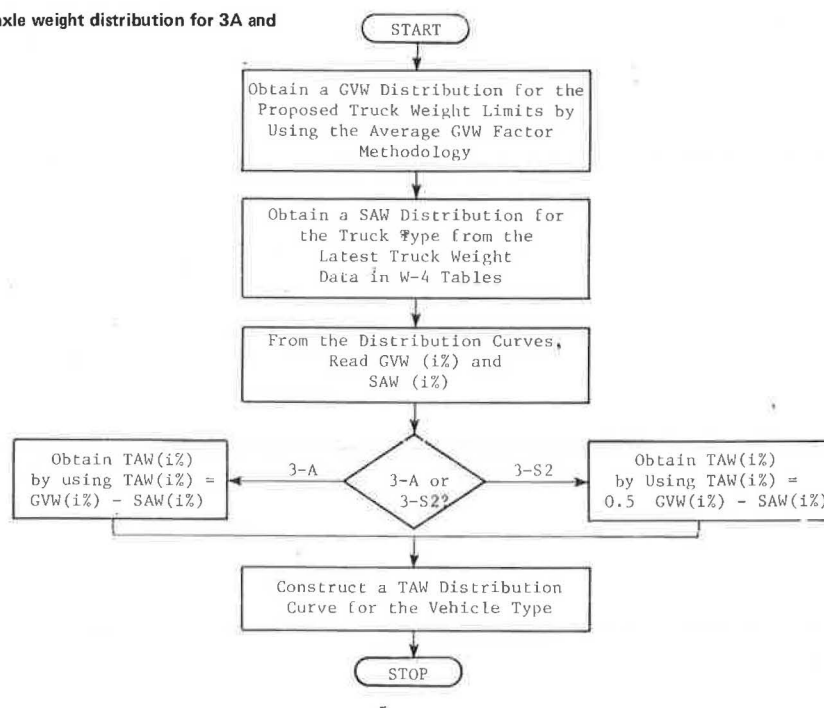 axle weight distribution for 3A and
START
Obtain a GVW Distribution for the
Proposed Truck Weight Limits by
Using the Average GVW Factor
Methodology
Obtain a SAW Distribution for
the Truck Type from the
Latest Truck Weight
Data in W-4 Tables
From the Distribution Curves,
Read GVW (i%) and
SAW (i%)
3-A or
3-S2?
3-A
3-S2
Obtain TAW(i%)
by using TAW(i%) =
GVW(i%) - SAW(i%)
Obtain TAW(i%)
by Using TAW(i%) =
0.5 GVW(i%) - SAW(i%)
Construct a TAW Distribution
Curve for the Vehicle Type
STOP